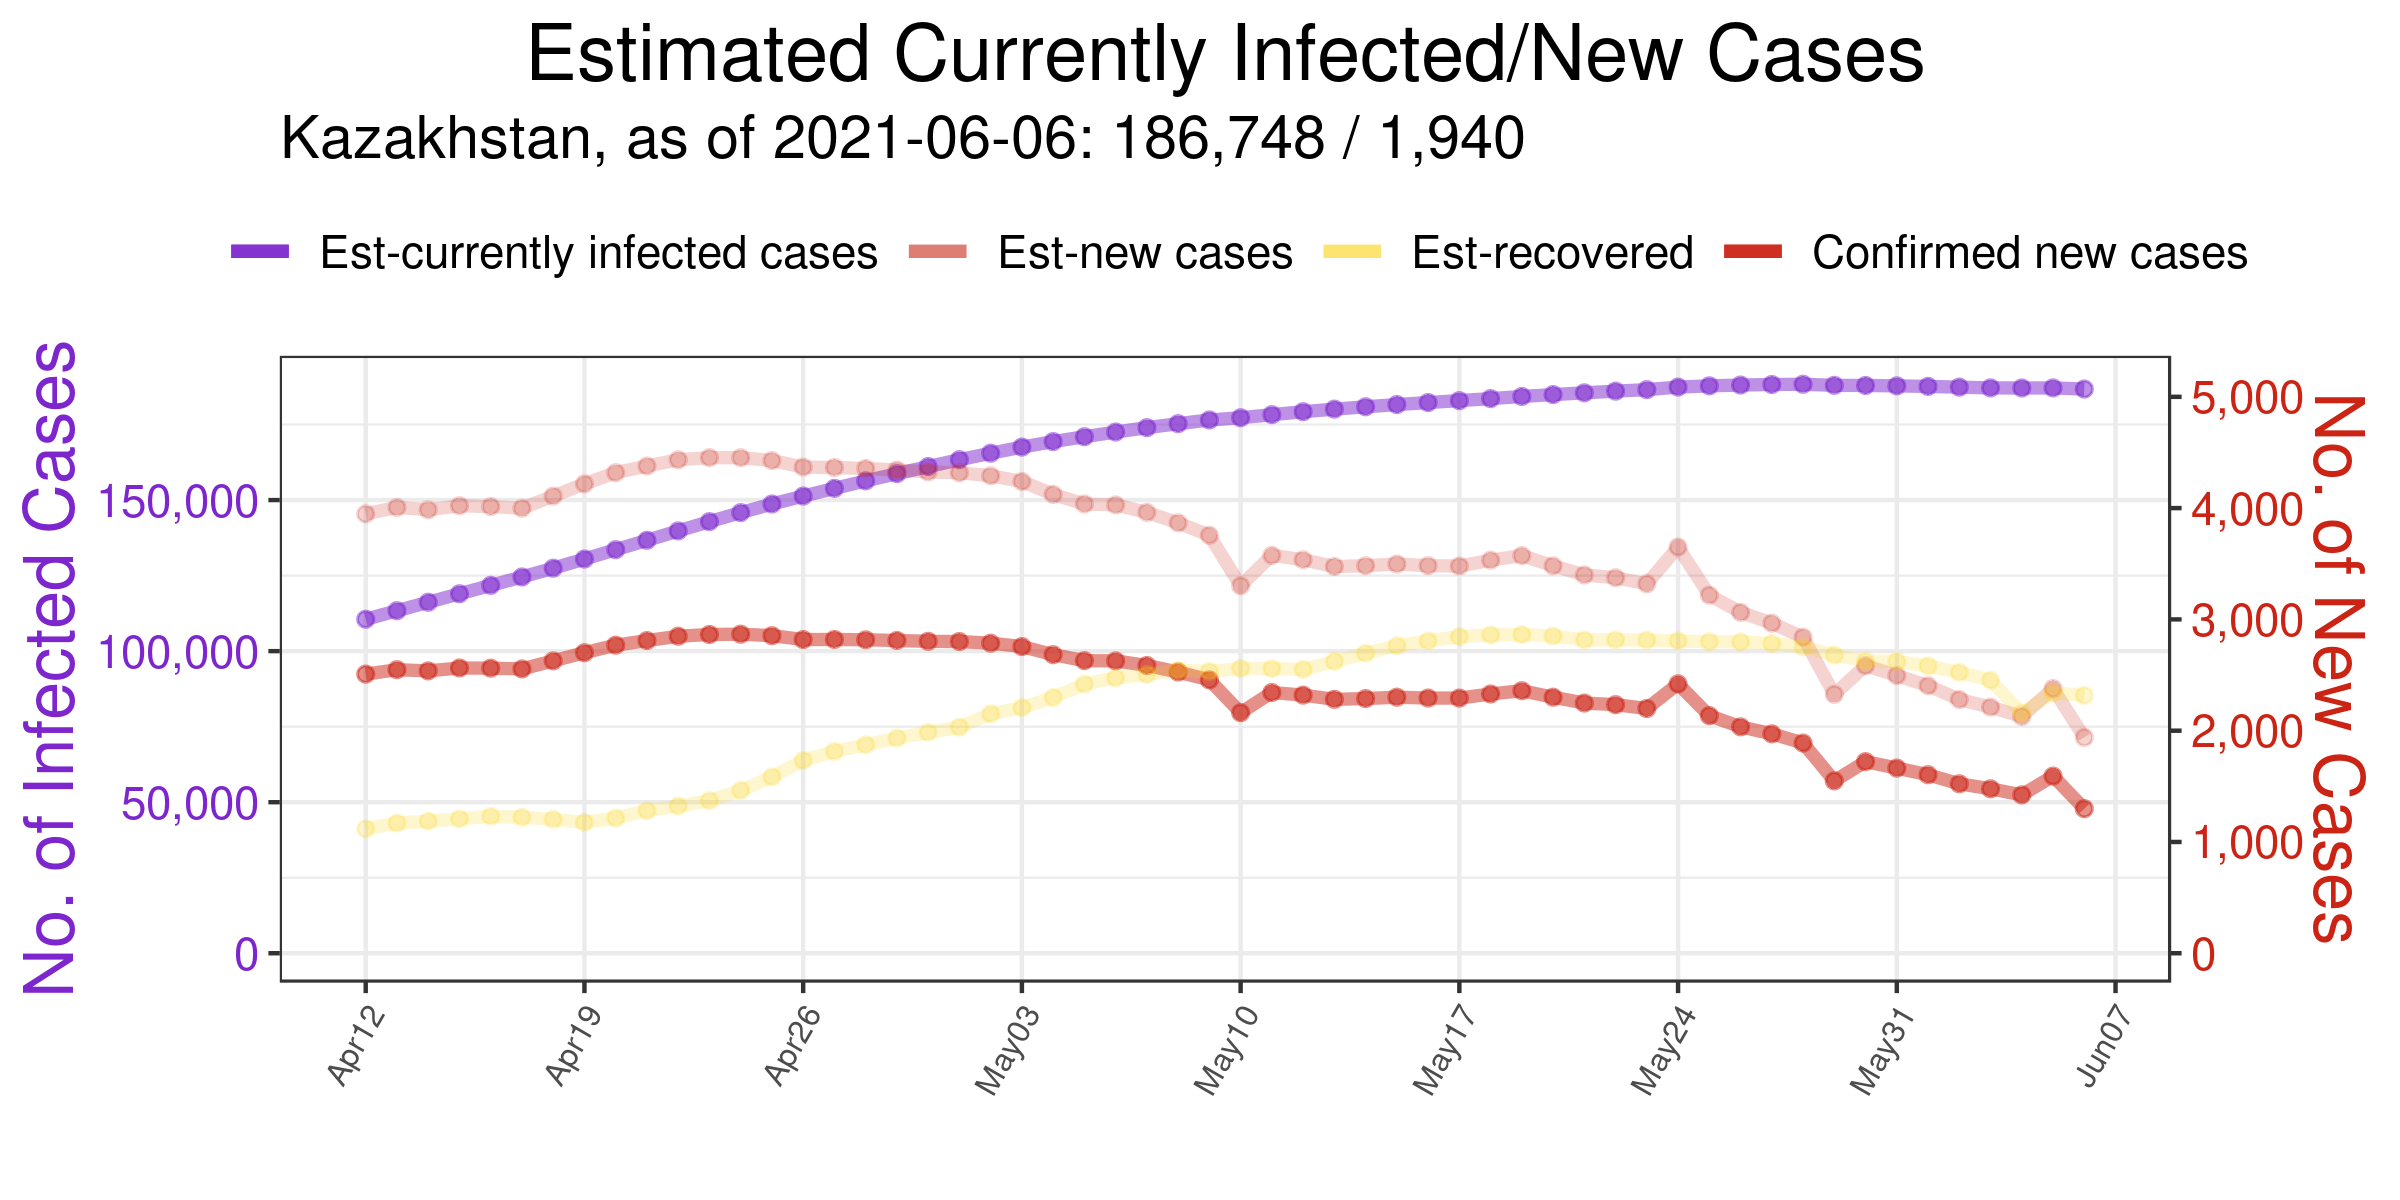 Estimated Currently Infected/New Cases
Kazakhstan, as of 2021-06-06: 186,748 / 1,940
Est-currently infected cases Est-new cases Est-recovered Confirmed new cases
No. of Infected Cases
150,000
100,000
50,000
0
5,000
4,000
3,000
2,000
1,000
0
No. of New Cases
Apr12 Apr19 Apr26 May03 May10 May17 May24 May31 Jun07